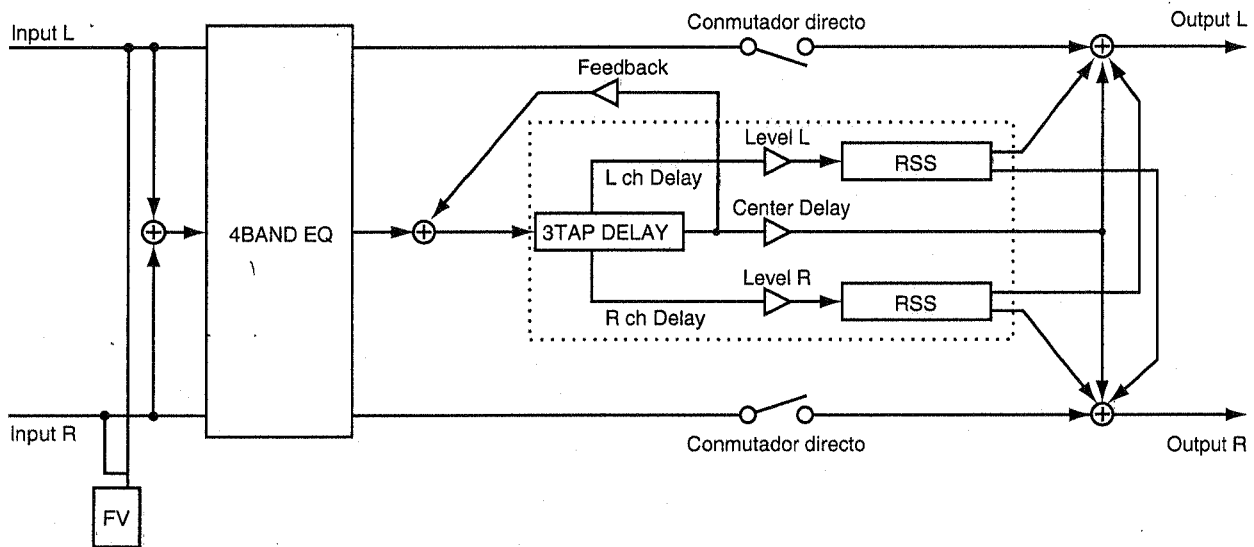 Input L
Conmutador directo
Output L
Feedback
Level L
RSS
L ch Delay
4BAND EQ
3TAP DELAY
Center Delay
Level R
RSS
R ch Delay
Input R
Conmutador directo
Output R
FV